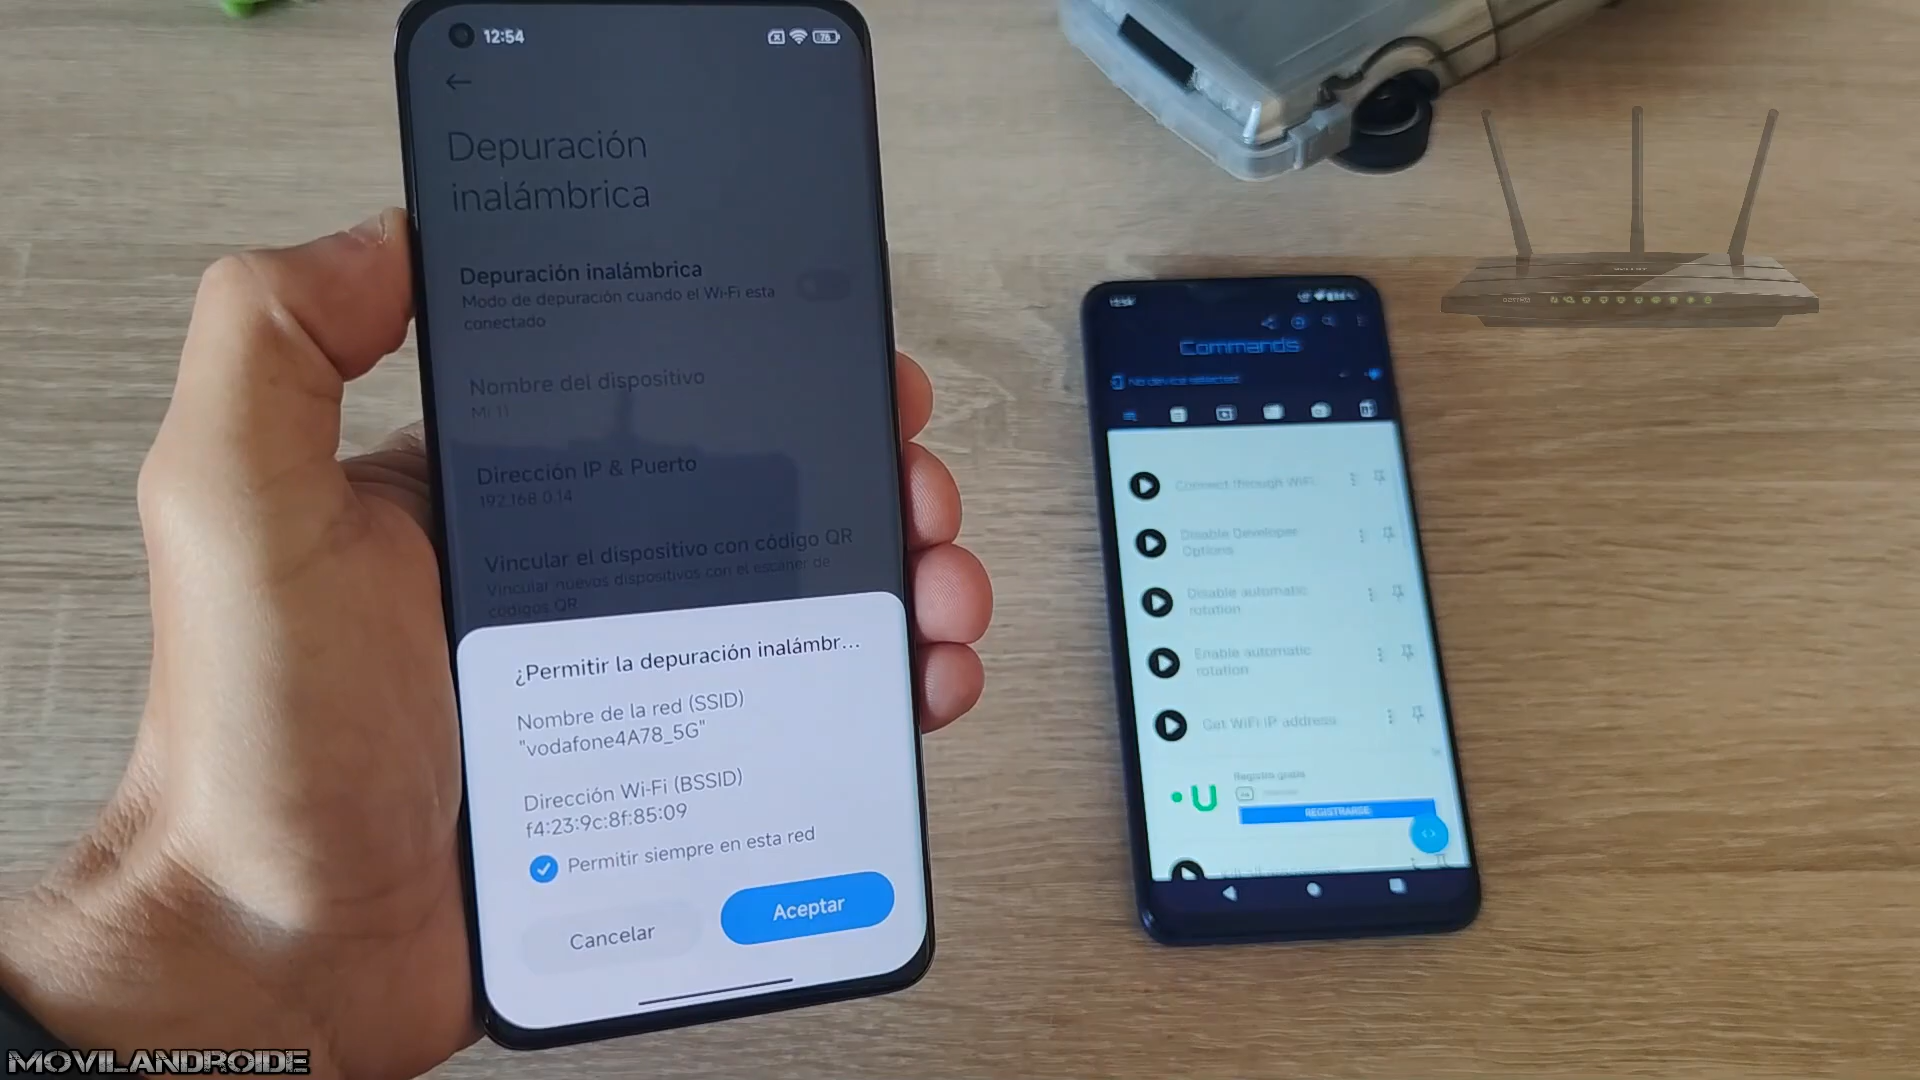 12:54
76
Depuración
inalámbrica
Depuración inalámbrica
Modo de depuración cuando el Wi-Fi esta
conectado
Nombre del dispositivo
Mi 11
Dirección IP & Puerto
192.168.0.14
Vincular el dispositivo con código QR
Vincular nuevos dispositivos con el escáner de
códigos QR
¿Permitir la depuración inalámbr...
Nombre de la red (SSID)
"vodafone4A78_5G"
Dirección Wi-Fi (BSSID)
f4:23:9c:8f:85:09
Permitir siempre en esta red
Cancelar
Aceptar
Commands
No device selected
Connect through WiFi
Disable Developer
Options
Disable automatic
rotation
Enable automatic
rotation
Get WiFi IP address
Registro gratis
REGISTRARSE
MOVILANDROIDE